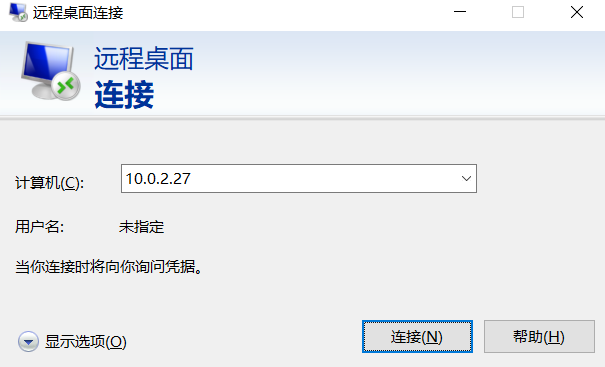 远程桌面连接
远程桌面
连接
计算机(C): 10.0.2.27
用户名: 未指定
当你连接时将向你询问凭据。
显示选项(O) 连接(N) 帮助(H)